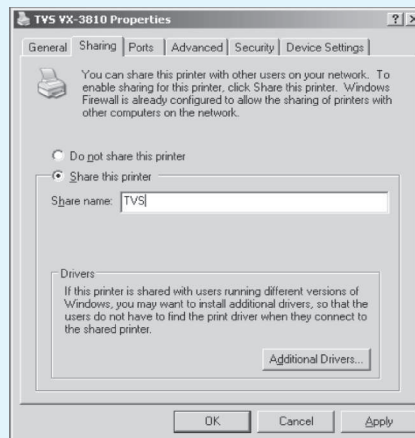 TVS VX-3810 Properties
General Sharing Ports Advanced Security Device Settings
You can share this printer with other users on your network. To
enable sharing for this printer, click Share this printer. Windows
Firewall is already configured to allow the sharing of printers with
other computers on the network.
Do not share this printer
Share this printer
Share name: TVS
Drivers
If this printer is shared with users running different versions of
Windows, you may want to install additional drivers, so that the
users do not have to find the print driver when they connect to
the shared printer.
Additional Drivers...
OK Cancel Apply